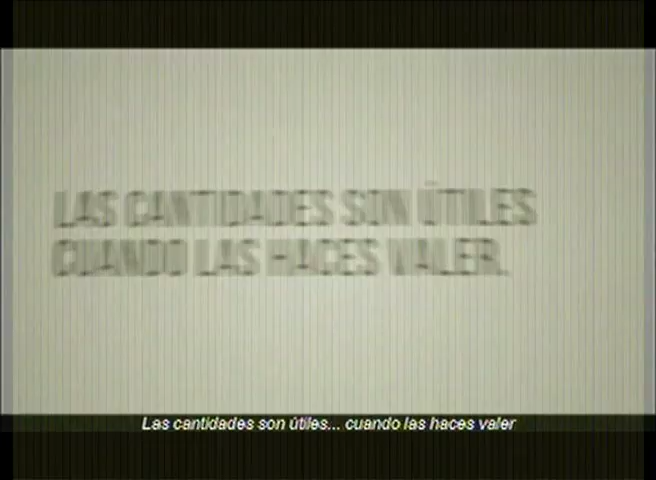 LAS CANTIDADES SON ÚTILES
CUANDO LAS HACES VALER.
Las cantidades son útiles... cuando las haces valer